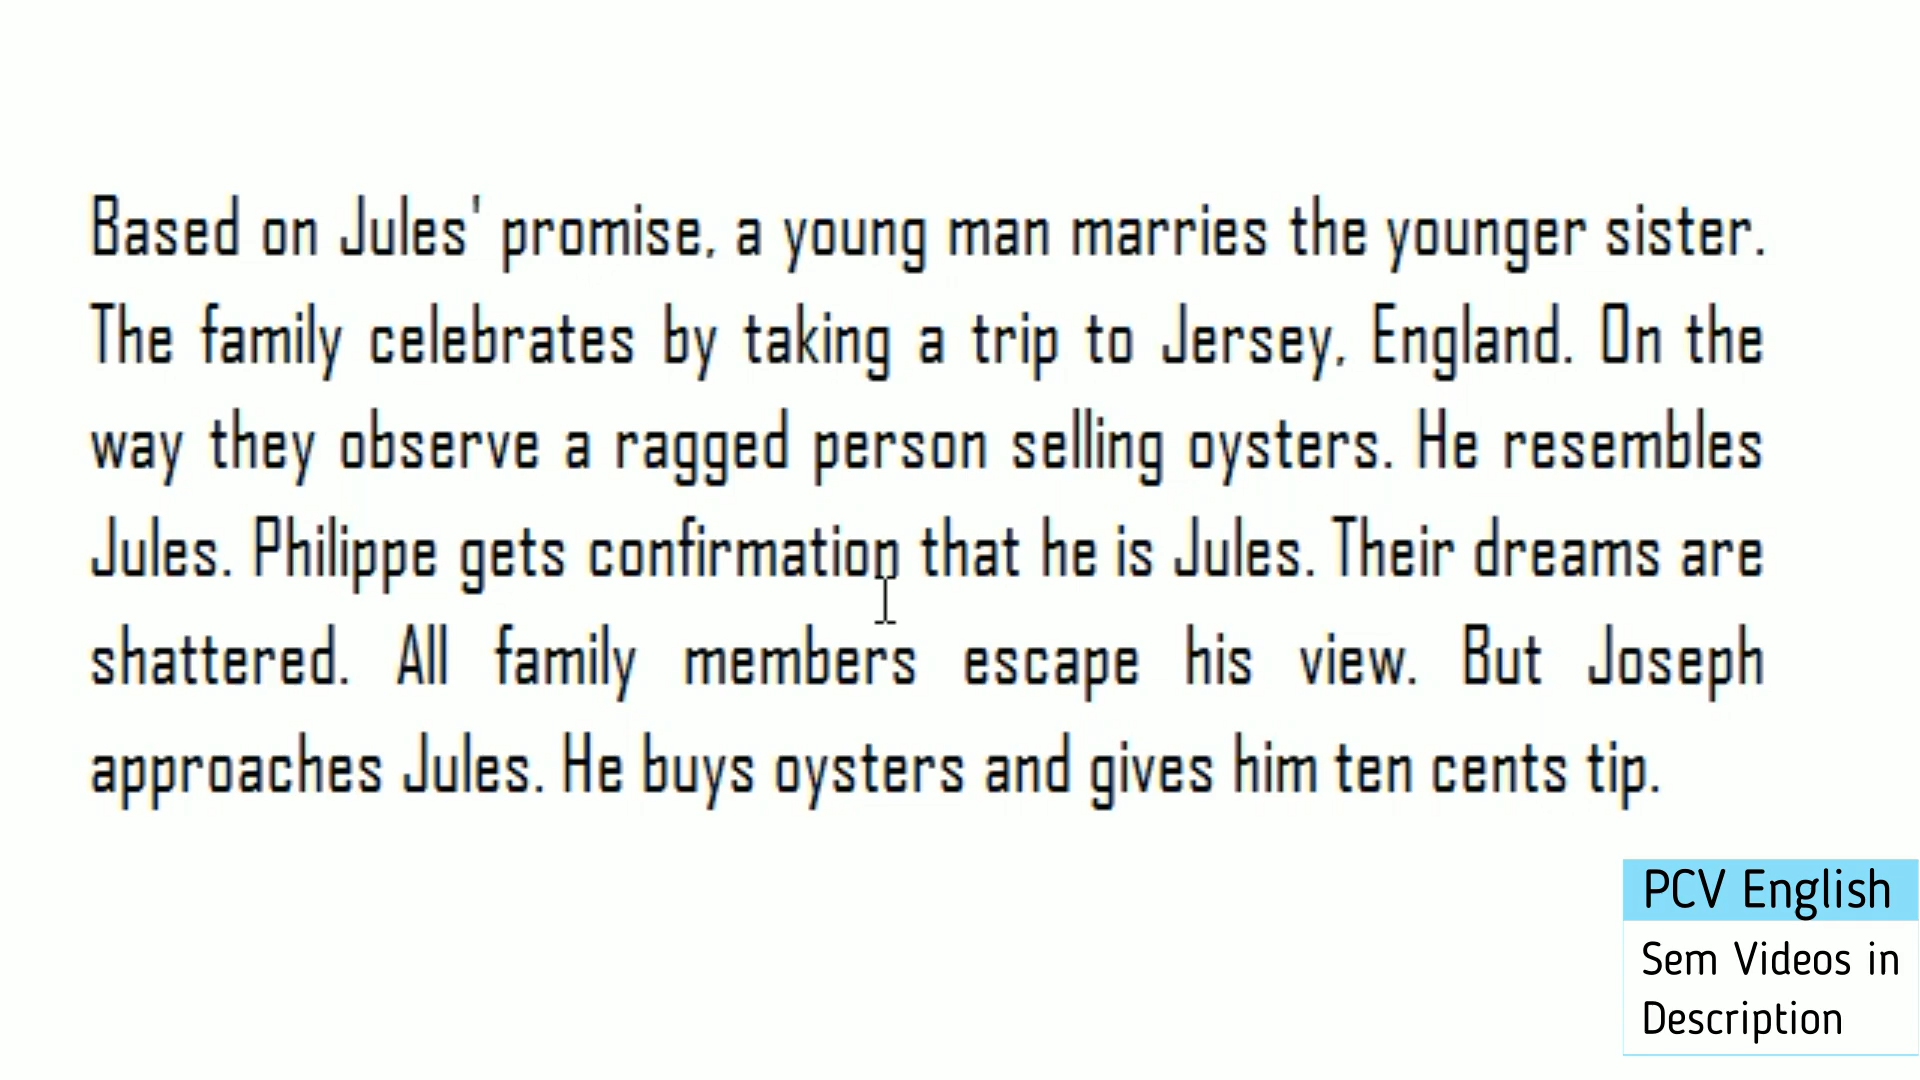 Based on Jules' promise, a young man marries the younger sister.
The family celebrates by taking a trip to Jersey, England. On the
way they observe a ragged person selling oysters. He resembles
Jules. Philippe gets confirmation that he is Jules. Their dreams are
shattered. All family members escape his view. But Joseph
approaches Jules. He buys oysters and gives him ten cents tip.
PCV English
Sem Videos in
Description